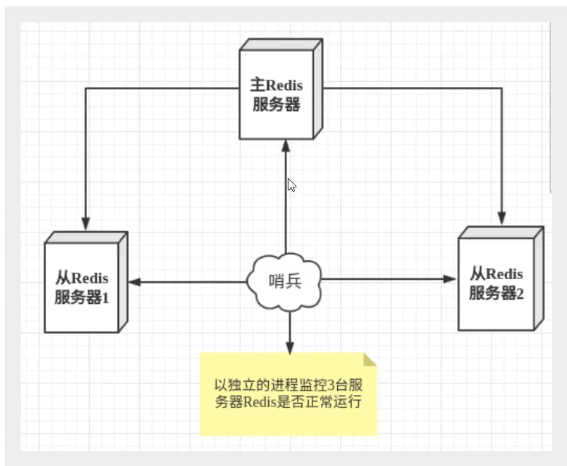 主Redis
服务器
从Redis
服务器1
哨兵
从Redis
服务器2
以独立的进程监控3台服
务器Redis是否正常运行